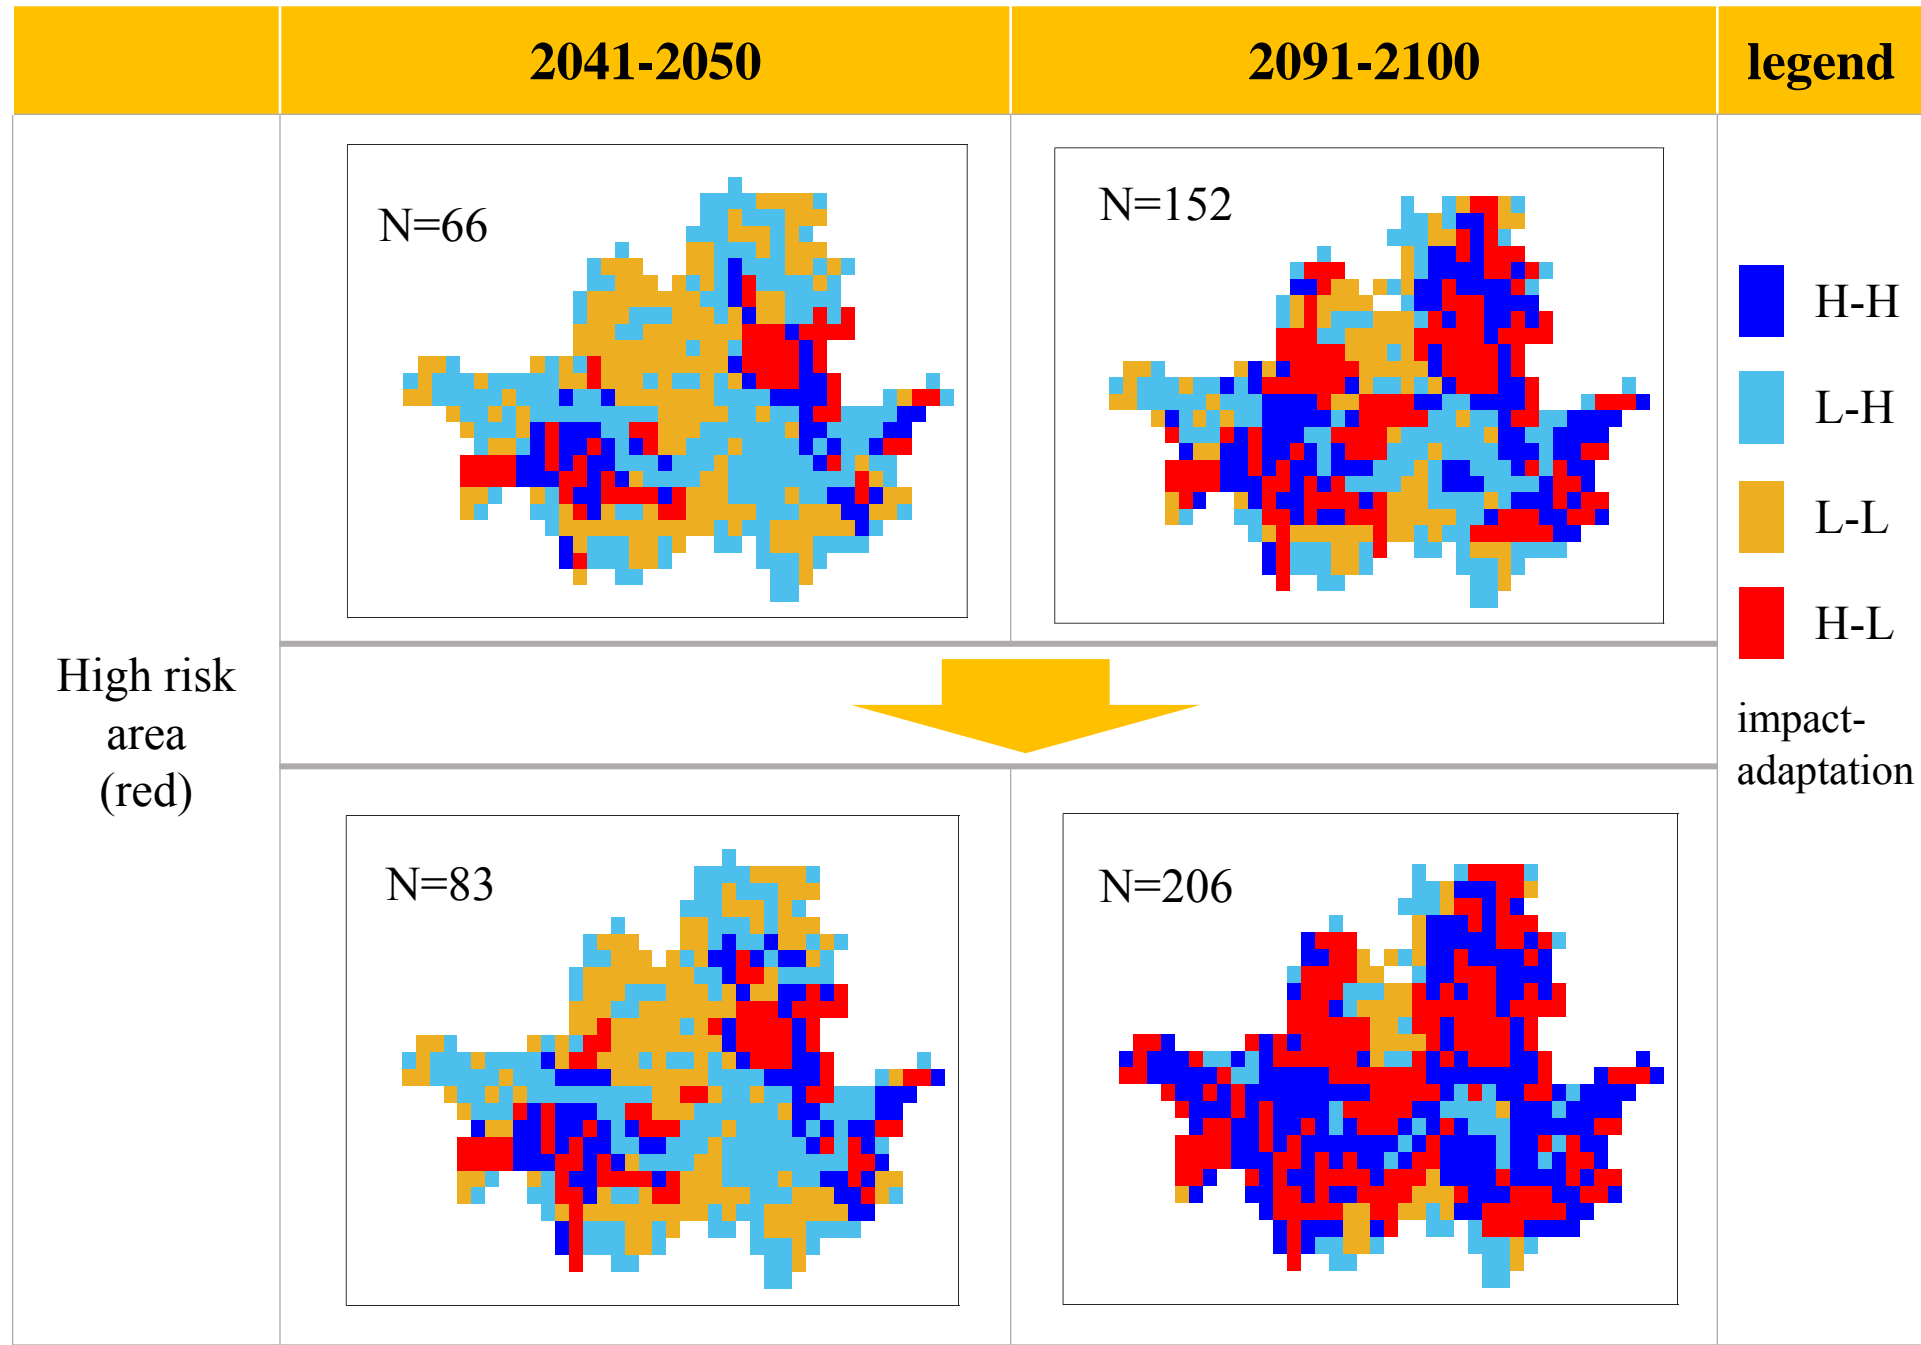 2041-2050
2091-2100
legend
High risk
area
(red)
N=66
N=152
N=83
N=206
H-H
L-H
L-L
H-L
impact-
adaptation